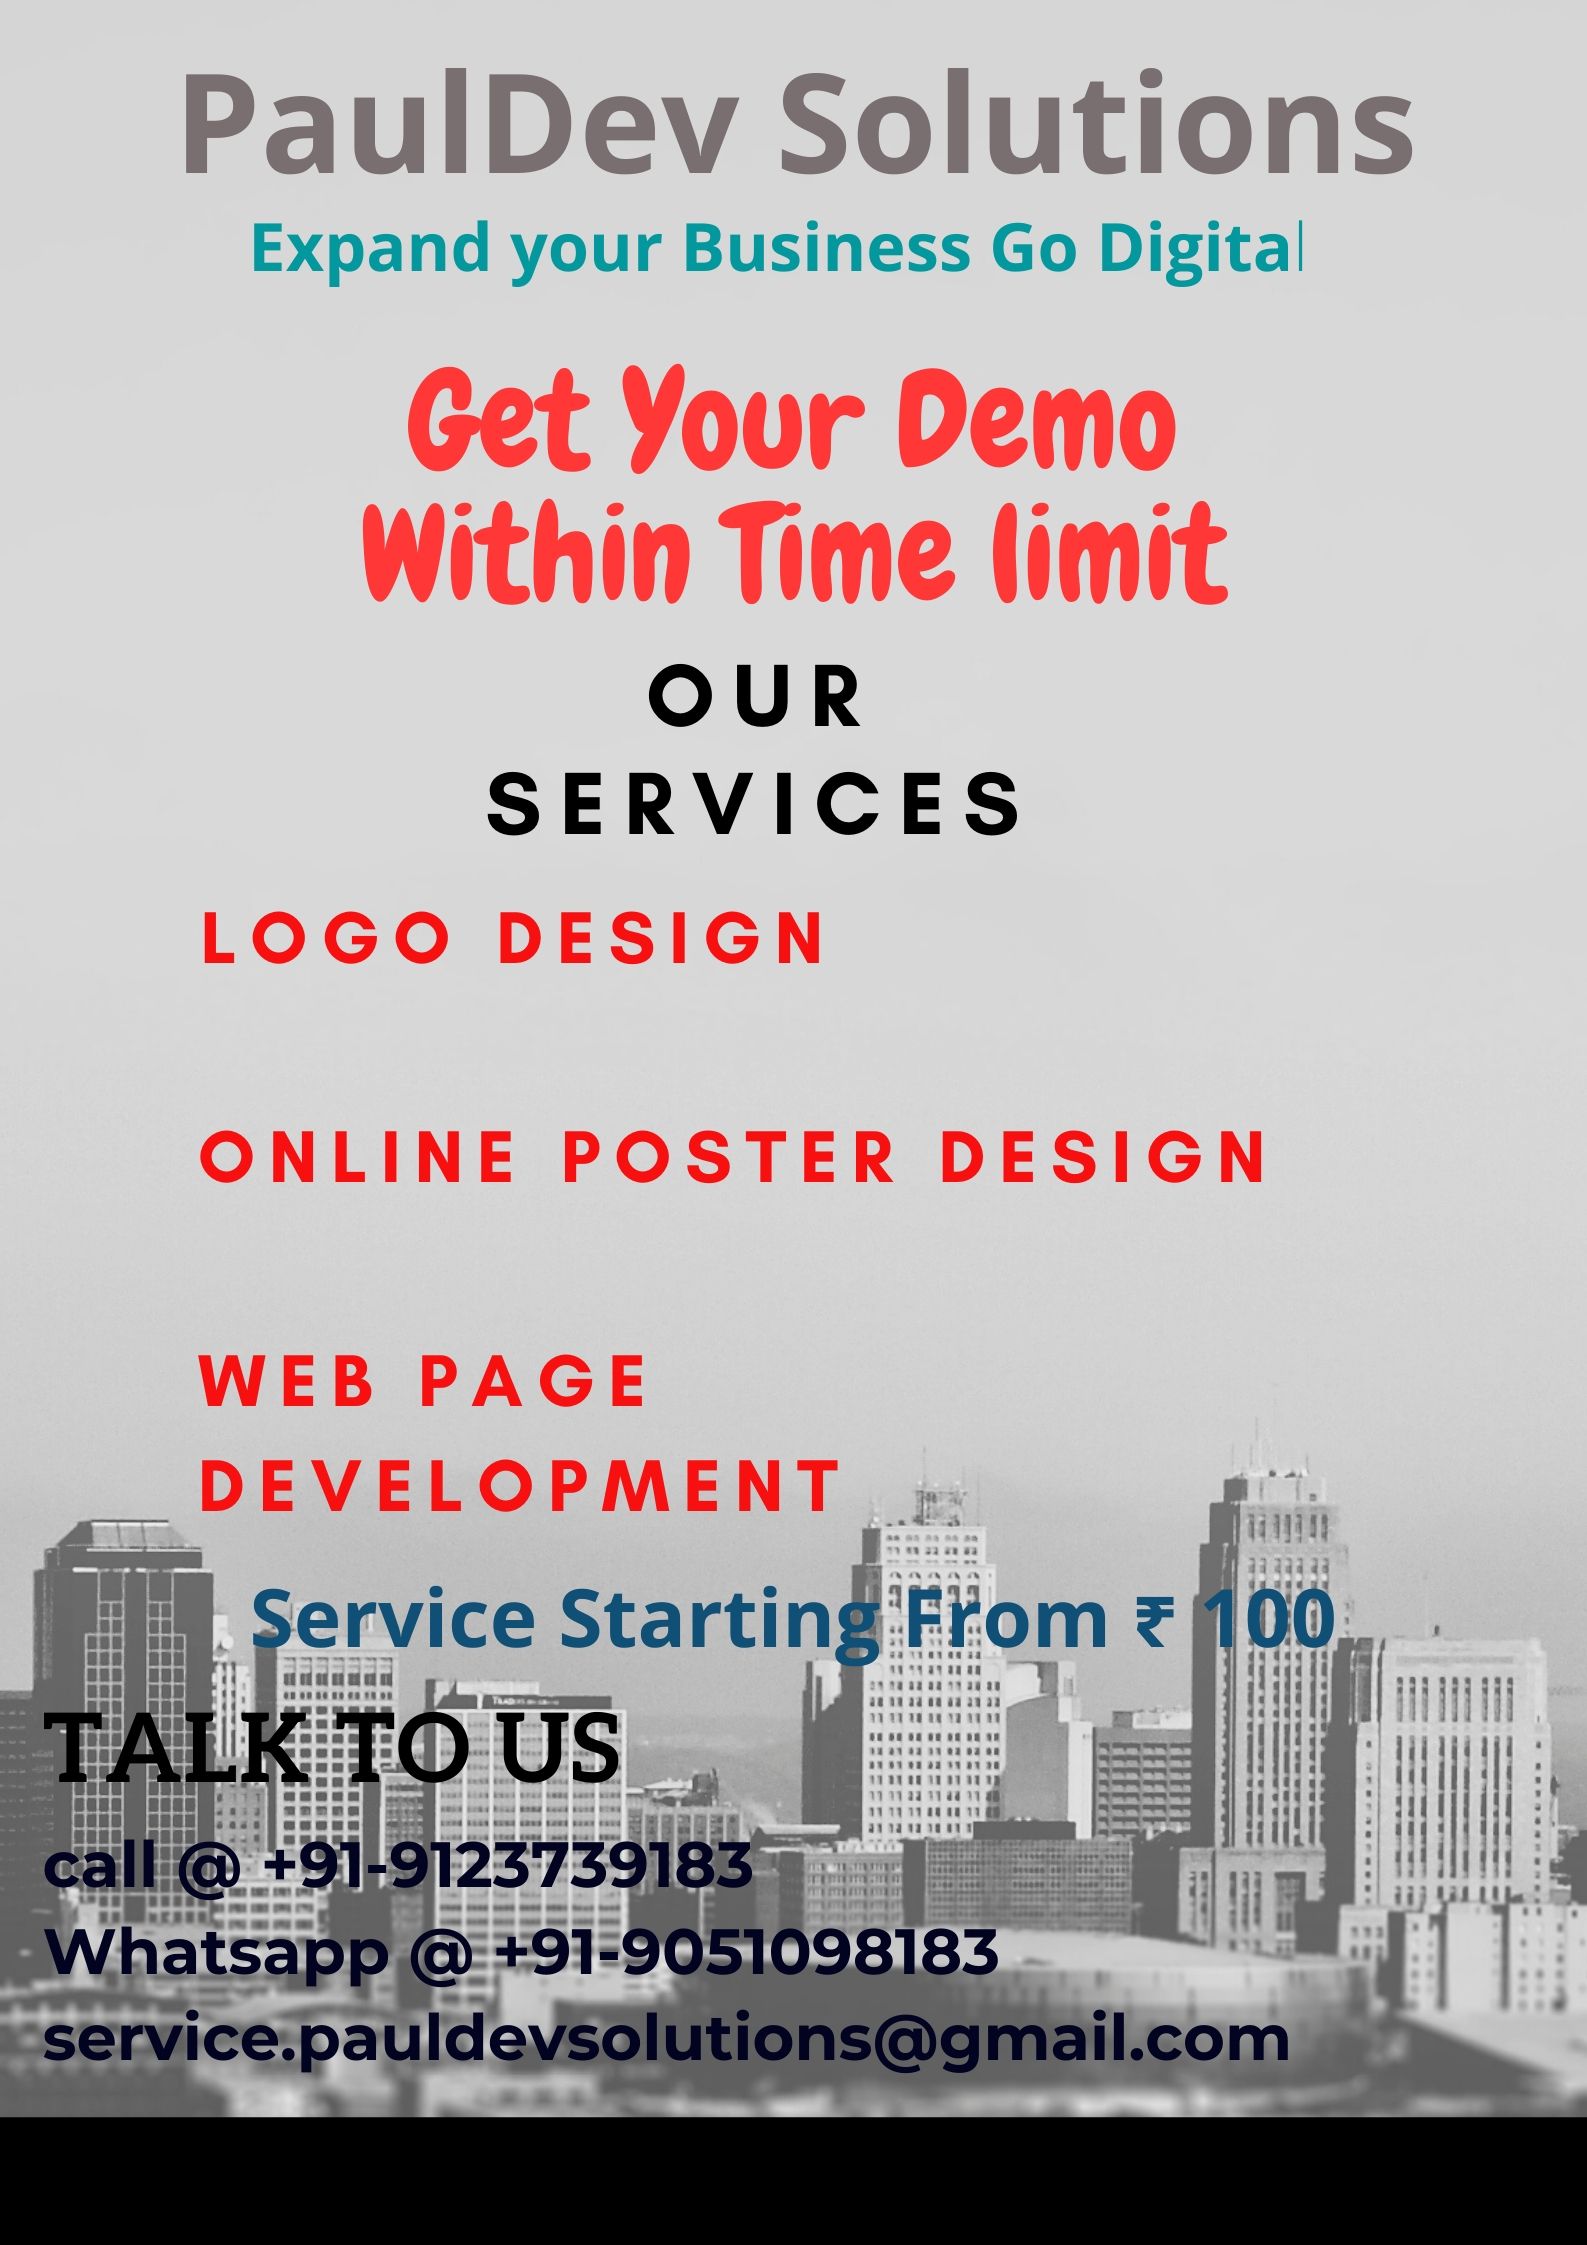 PaulDev Solutions
Expand your Business Go Digital
Get Your Demo
Within Time limit
OUR
SERVICES
LOGO DESIGN
ONLINE POSTER DESIGN
WEB PAGE
DEVELOPMENT
Service Starting From ₹ 100
TALK TO US
call @ +91-9123739183
Whatsapp @ +91-9051098183
service.pauldevsolutions@gmail.com